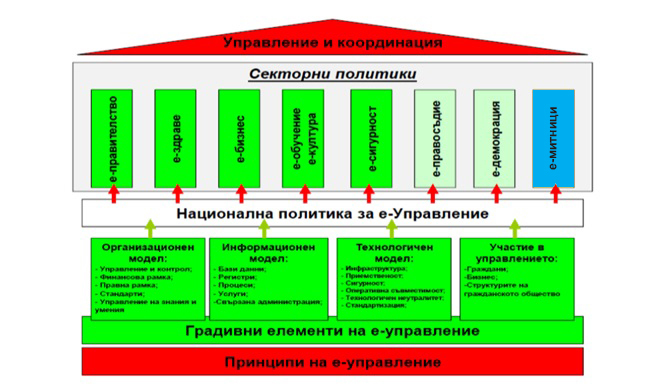 Управление и координация
Секторни политики
е-правителство
е-здраве
е-бизнес
е-обучение
е-култура
е-сигурност
е-правосъдие
е-демокрация
е-митници
Национална политика за е-Управление
Организационен
модел:
- Управление и контрол;
- Финансова рамка;
- Правна рамка;
- Стандарти;
- Управление на знания и
умения
Информационен
модел:
- Бази данни;
- Регистри;
- Процеси;
- Услуги;
-Свързана администрация;
Технологичен
модел:
- Инфраструктура;
- Приемственост;
- Сигурност:
- Оперативна съвместимост;
- Технологичен неутралитет:
- Стандартизация:
Участие в
управлението:
-Граждани;
-Бизнес;
-Структурите на
гражданското общество
Градивни елементи на е-управление
Принципи на е-управление